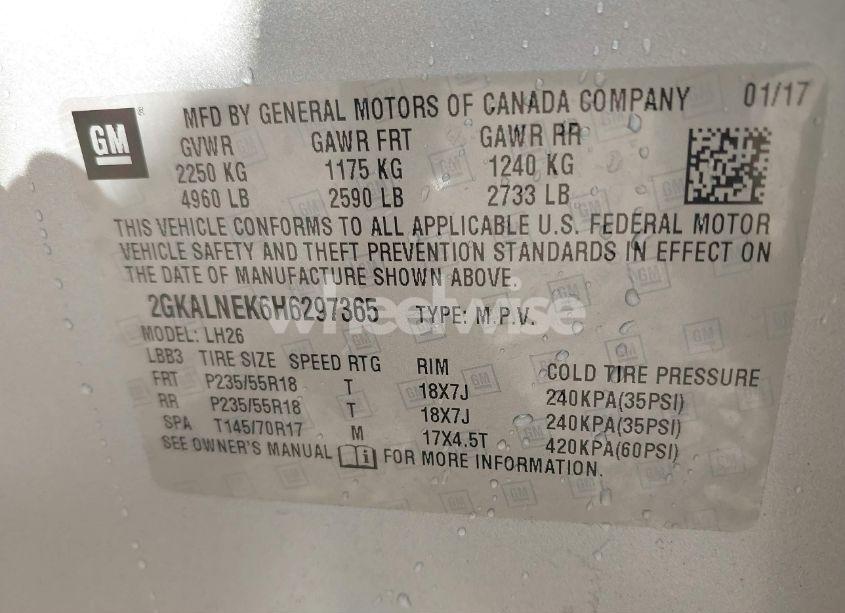 GM ® MFD BY GENERAL MOTORS OF CANADA COMPANY 01/17
GVWR GAWR FRT GAWR RR
2250 KG 1175 KG 1240 KG
4960 LB 2590 LB 2733 LB
THIS VEHICLE CONFORMS TO ALL APPLICABLE U.S. FEDERAL MOTOR
VEHICLE SAFETY AND THEFT PREVENTION STANDARDS IN EFFECT ON
THE DATE OF MANUFACTURE SHOWN ABOVE.
2GKALNEK6H6297365 TYPE: M.P.V.
wheelwise
MODEL: LH26
LBB3 TIRE SIZE SPEED RTG RIM COLD TIRE PRESSURE
FRT P235/55R18 T 18X7J 240KPA(35PSI)
RR P235/55R18 T 18X7J 240KPA(35PSI)
SPA T145/70R17 M 17X4.5T 420KPA(60PSI)
SEE OWNER'S MANUAL i FOR MORE INFORMATION.